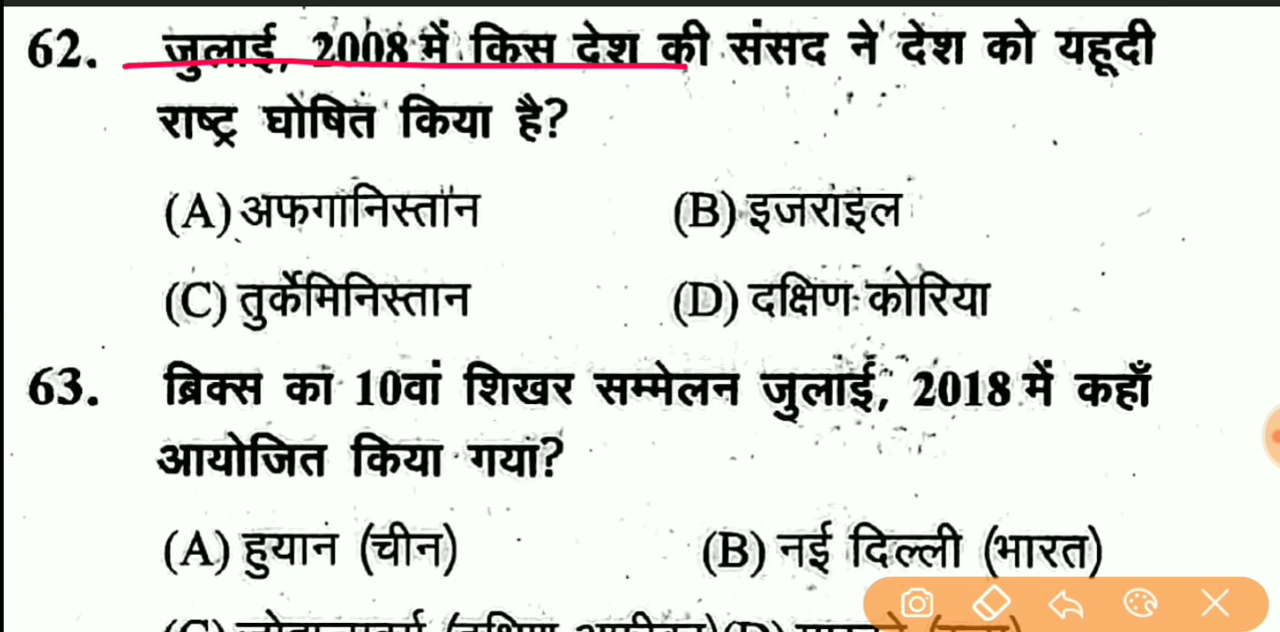 62. जुलाई, 2008 में किस देश की संसद ने देश को यहूदी
राष्ट्र घोषित किया है?
(A) अफगानिस्तान (B) इजराइल
(C) तुर्केमिनिस्तान (D) दक्षिण कोरिया
63. ब्रिक्स का 10वां शिखर सम्मेलन जुलाई, 2018 में कहाँ
आयोजित किया गया?
(A) हुयान (चीन) (B) नई दिल्ली (भारत)